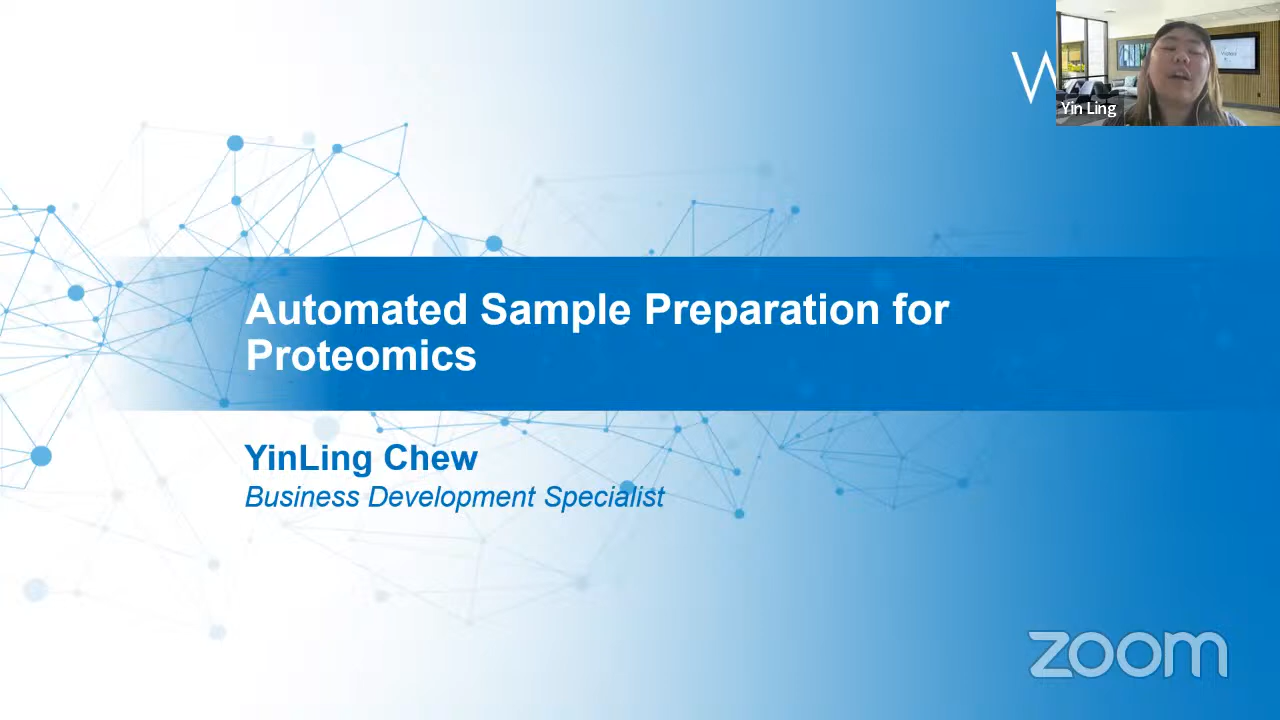 Yin Ling
Automated Sample Preparation for
Proteomics
YinLing Chew
Business Development Specialist
zoom